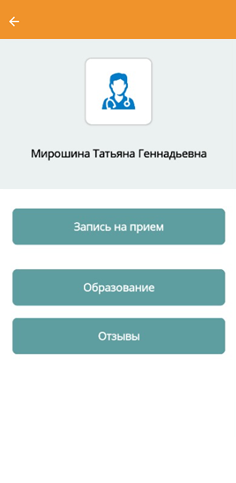 Мирошина Татьяна Геннадьевна
Запись на прием
Образование
Отзывы